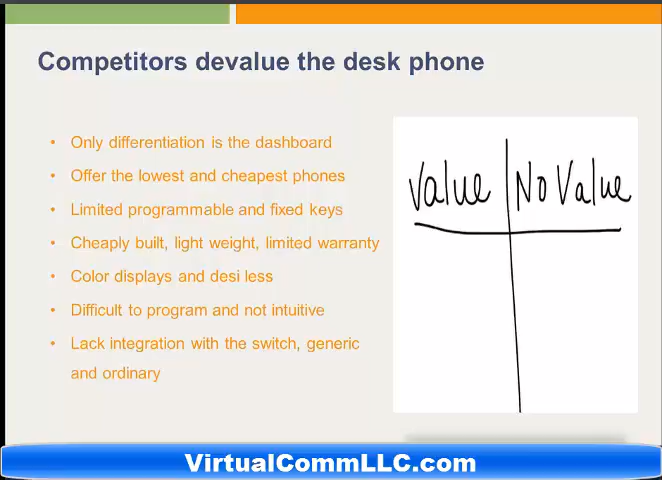 Competitors devalue the desk phone
• Only differentiation is the dashboard
• Offer the lowest and cheapest phones
• Limited programmable and fixed keys
• Cheaply built, light weight, limited warranty
• Color displays and desi less
• Difficult to program and not intuitive
• Lack integration with the switch, generic
and ordinary
Value No Value
VirtualCommLLC.com